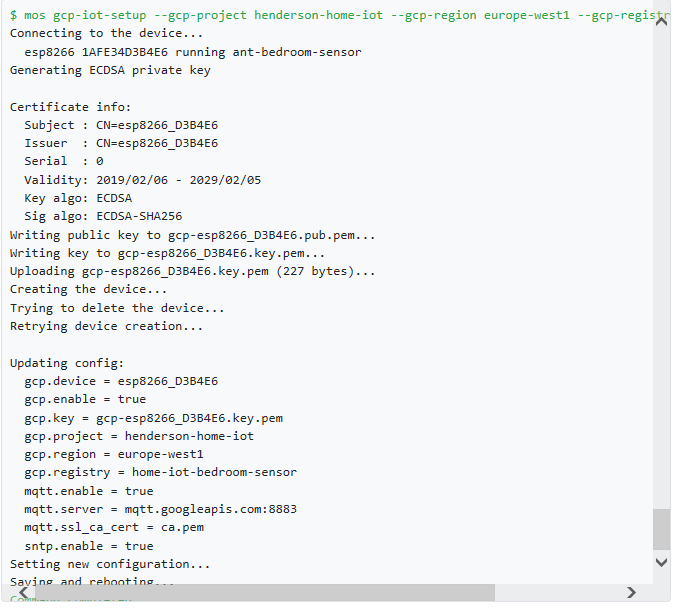 $ mos gcp-iot-setup --gcp-project henderson-home-iot --gcp-region europe-west1 --gcp-registr
Connecting to the device...
  esp8266 1AFE34D3B4E6 running ant-bedroom-sensor
Generating ECDSA private key

Certificate info:
  Subject : CN=esp8266_D3B4E6
  Issuer  : CN=esp8266_D3B4E6
  Serial  : 0
  Validity: 2019/02/06 - 2029/02/05
  Key algo: ECDSA
  Sig algo: ECDSA-SHA256
Writing public key to gcp-esp8266_D3B4E6.pub.pem...
Writing key to gcp-esp8266_D3B4E6.key.pem...
Uploading gcp-esp8266_D3B4E6.key.pem (227 bytes)...
Creating the device...
Trying to delete the device...
Retrying device creation...

Updating config:
  gcp.device = esp8266_D3B4E6
  gcp.enable = true
  gcp.key = gcp-esp8266_D3B4E6.key.pem
  gcp.project = henderson-home-iot
  gcp.region = europe-west1
  gcp.registry = home-iot-bedroom-sensor
  mqtt.enable = true
  mqtt.server = mqtt.googleapis.com:8883
  mqtt.ssl_ca_cert = ca.pem
  sntp.enable = true
Setting new configuration...
Saving and rebooting...